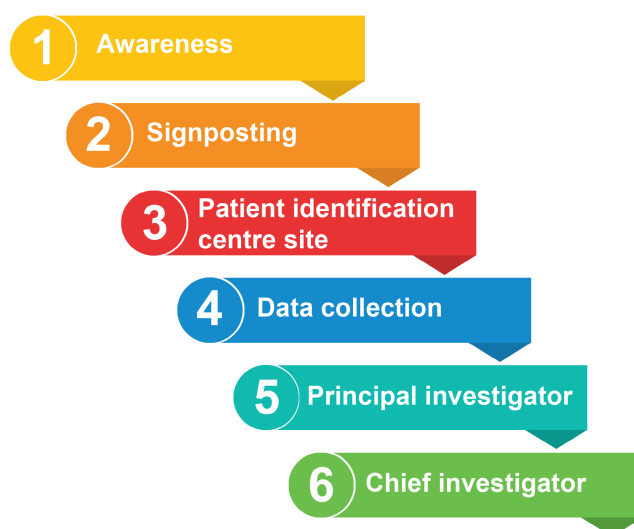 1 Awareness
2 Signposting
3 Patient identification
centre site
4 Data collection
5 Principal investigator
6 Chief investigator